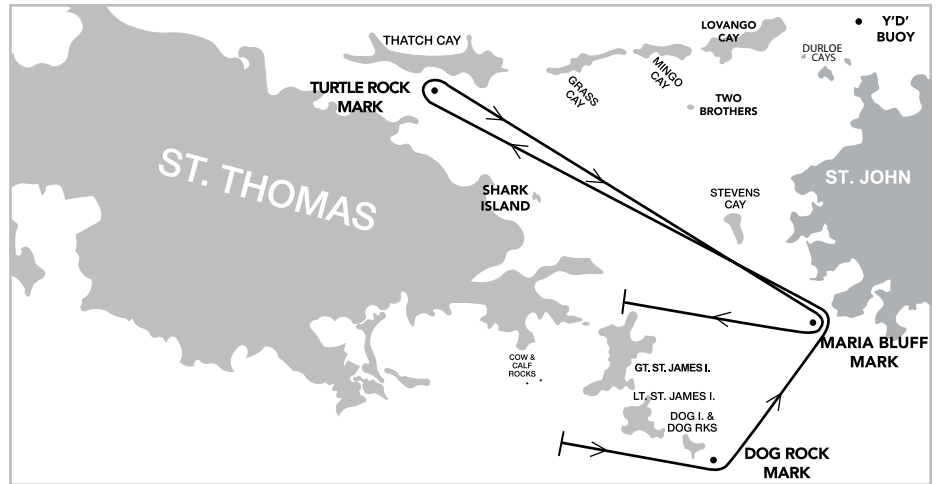 LOVANGO
CAY
Y'D'
BUOY
THATCH CAY
DURLOE
CAYS
MINGO
CAY
GRASS
CAY
TURTLE ROCK
MARK
TWO
BROTHERS
ST. THOMAS
ST. JOHN
SHARK
ISLAND
STEVENS
CAY
MARIA BLUFF
MARK
COW &
CALF
ROCKS
GT. ST. JAMES I.
LT. ST. JAMES I.
DOG I. &
DOG RKS
DOG ROCK
MARK